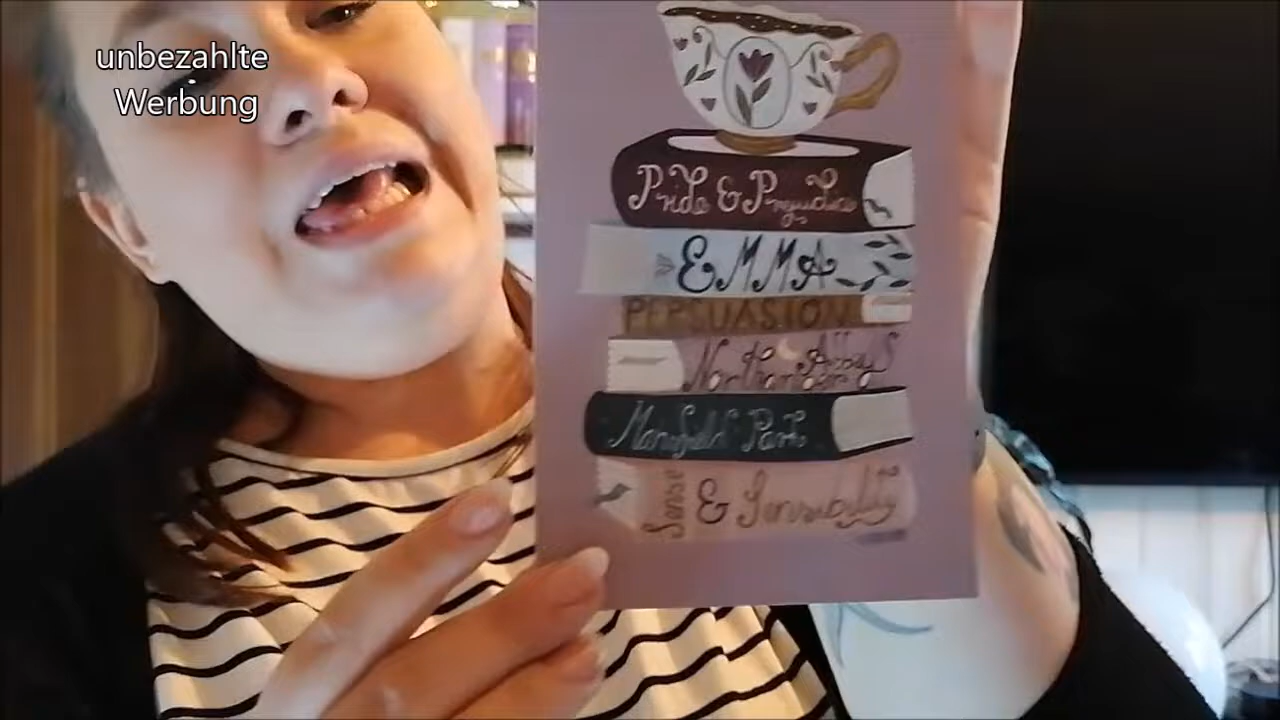 unbezahlte
Werbung
Pride & Prejudice
EMMA
PERSUASION
Northanger Abbey
Mansfield Park
Sense & Sensibility